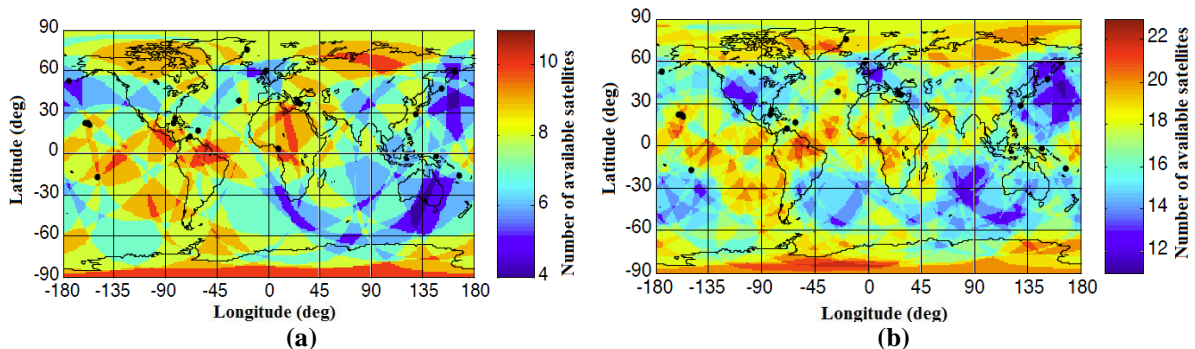 90
60
30
0
-30
-60
-90
Latitude (deg)
-180 -135 -90 -45 0 45 90 135 180
Longitude (deg)
(a)
10
8
6
4
Number of available satellites
90
60
30
0
-30
-60
-90
Latitude (deg)
-180 -135 -90 -45 0 45 90 135 180
Longitude (deg)
(b)
22
20
18
16
14
12
Number of available satellites